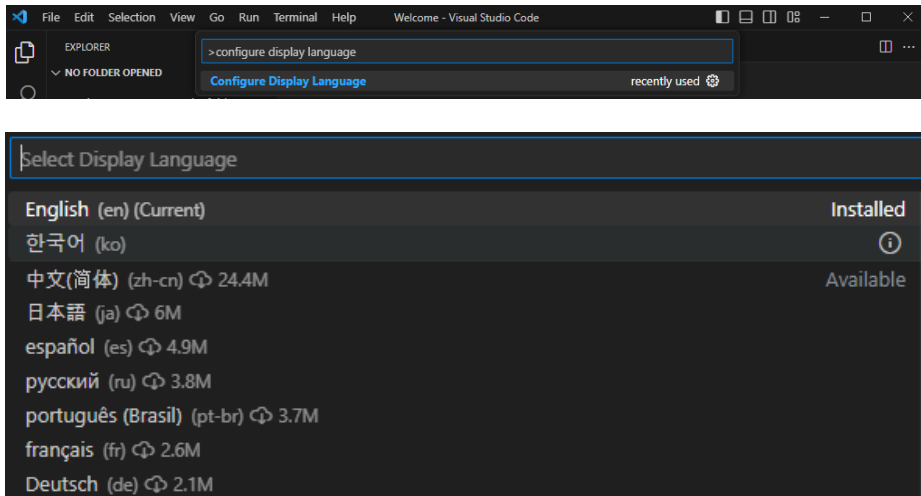 File Edit Selection View Go Run Terminal Help Welcome - Visual Studio Code
EXPLORER
>configure display language
NO FOLDER OPENED
Configure Display Language recently used
Select Display Language
English (en) (Current) Installed
한국어 (ko)
中文(简体) (zh-cn) 24.4M Available
日本語 (ja) 6M
español (es) 4.9M
русский (ru) 3.8M
português (Brasil) (pt-br) 3.7M
français (fr) 2.6M
Deutsch (de) 2.1M